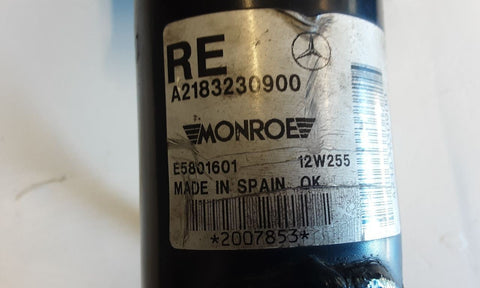 RE
A2183230900
MONROE
E5801601 12W255
MADE IN SPAIN OK
*2007853*